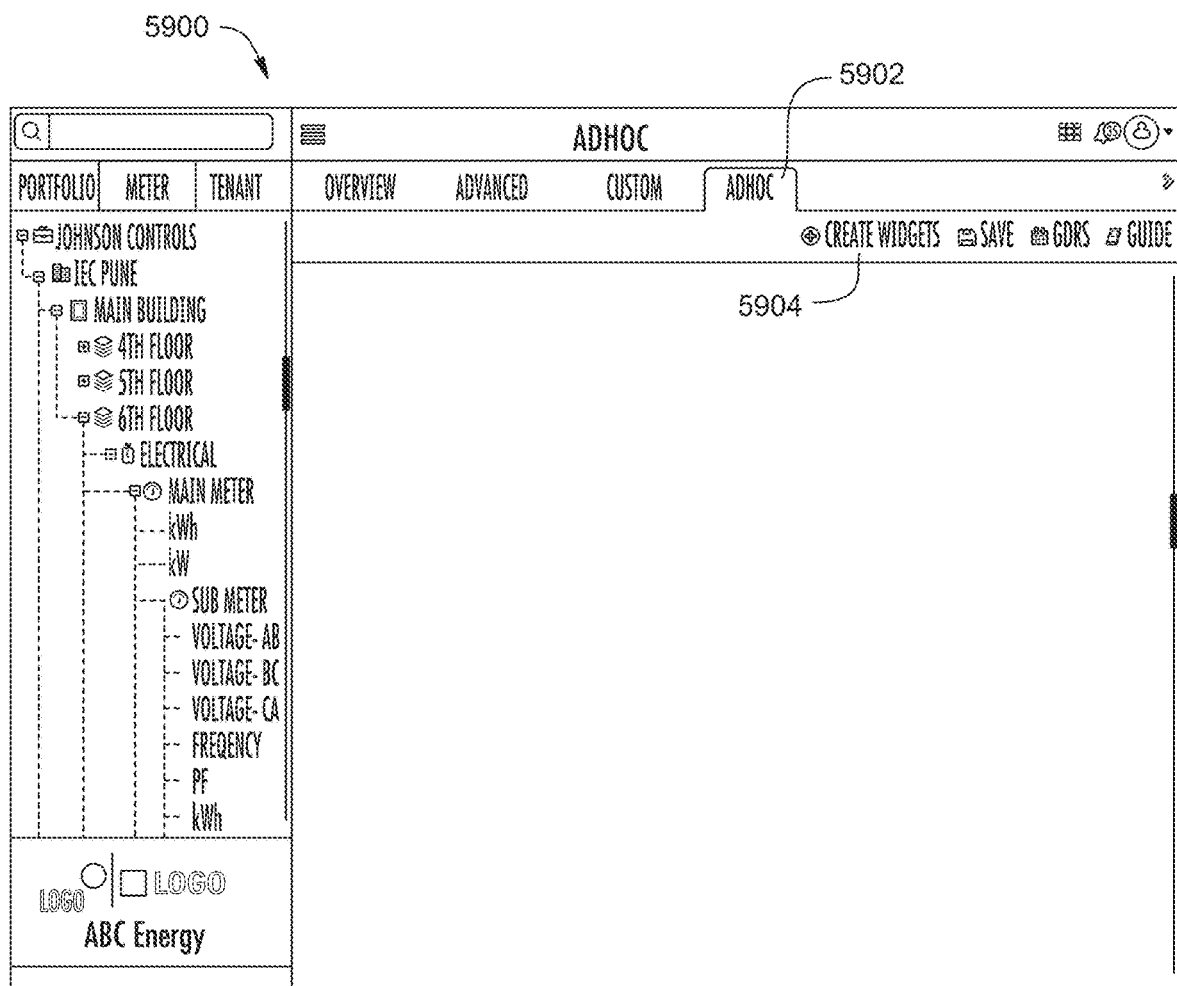 5900
5902
ADHOC
PORTFOLIO METER TENANT
OVERVIEW ADVANCED CUSTOM ADHOC
CREATE WIDGETS SAVE GDRS GUIDE
5904
JOHNSON CONTROLS
IEC PUNE
MAIN BUILDING
4TH FLOOR
5TH FLOOR
6TH FLOOR
ELECTRICAL
MAIN METER
kWh
kW
SUB METER
VOLTAGE- AB
VOLTAGE- BC
VOLTAGE- CA
FREQENCY
PF
kWh
LOGO LOGO
ABC Energy